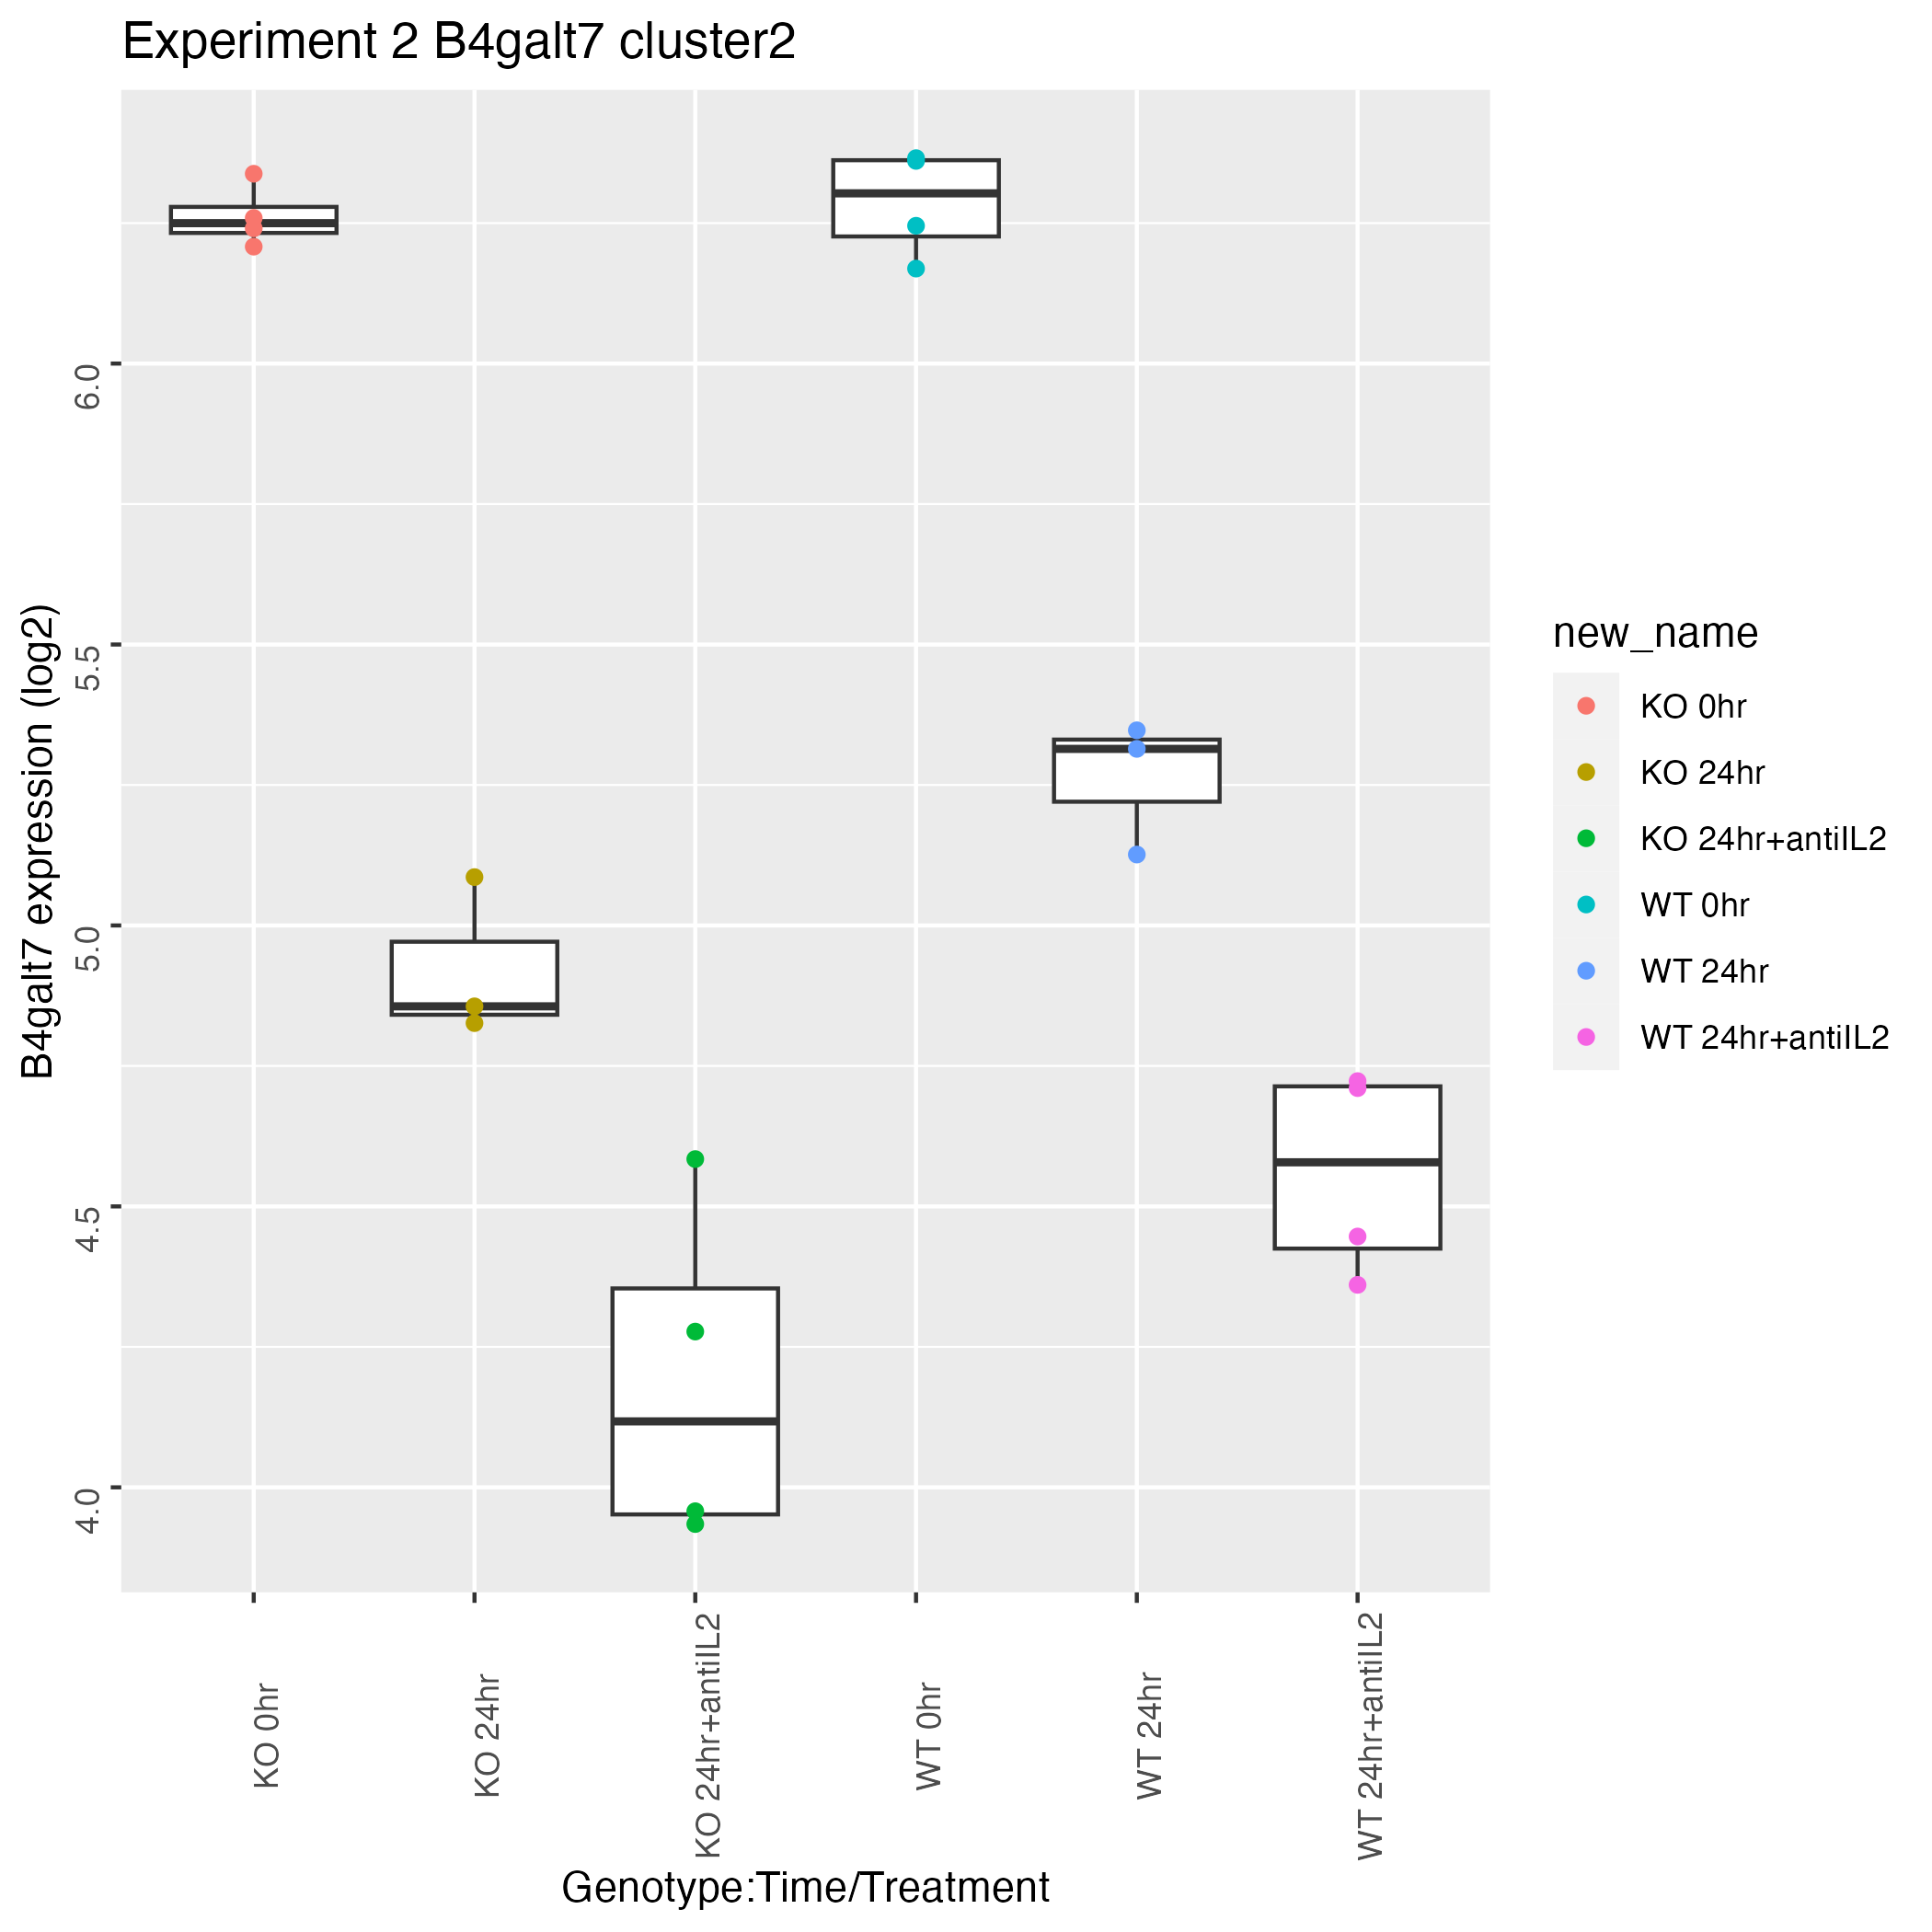 Experiment 2 B4galt7 cluster2
B4galt7 expression (log2)
6.0
5.5
5.0
4.5
4.0
KO 0hr
KO 24hr
KO 24hr+antiIL2
WT 0hr
WT 24hr
WT 24hr+antiIL2
Genotype:Time/Treatment
new_name
KO 0hr
KO 24hr
KO 24hr+antiIL2
WT 0hr
WT 24hr
WT 24hr+antiIL2